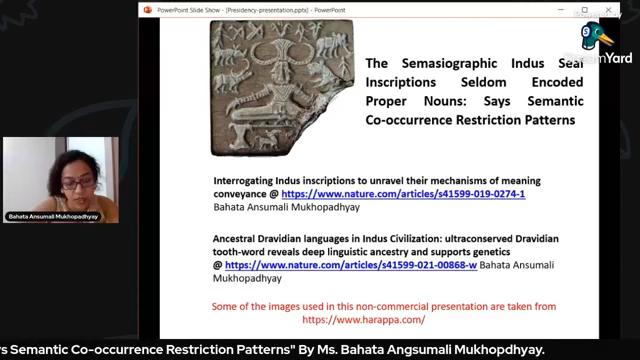 PowerPoint Slide Show - [Presidency-presentation.pptx] - PowerPoint
The Semasiographic Indus Seal
Inscriptions Seldom Encoded
Proper Nouns: Says Semantic
Co-occurrence Restriction Patterns
Interrogating Indus inscriptions to unravel their mechanisms of meaning
conveyance @ https://www.nature.com/articles/s41599-019-0274-1
Bahata Ansumali Mukhopadhyay
Ancestral Dravidian languages in Indus Civilization: ultraconserved Dravidian
tooth-word reveals deep linguistic ancestry and supports genetics
@ https://www.nature.com/articles/s41599-021-00868-w Bahata Ansumali
Mukhopadhyay
Some of the images used in this non-commercial presentation are taken from
https://www.harappa.com/
Bahata Ansumali Mukhopadhyay
StreamYard
s Semantic Co-occurrence Restriction Patterns" By Ms. Bahata Angsumali Mukhopdhyay.